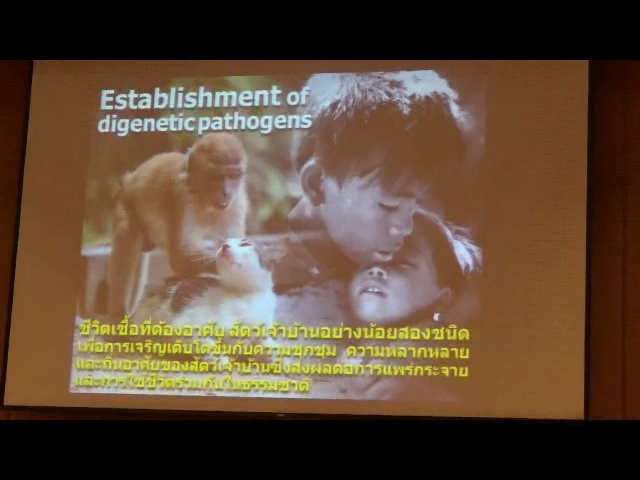 Establishment of
digenetic pathogens
ชีวิตเชื้อที่ต้องอาศัย สัตว์เจ้าบ้านอย่างน้อยสองชนิด
เพื่อการเจริญเติบโตขึ้นกับความชุกชุม ความหลากหลาย
และถิ่นอาศัยของสัตว์เจ้าบ้านซึ่งส่งผลต่อการแพร่กระจาย
และการใช้ชีวิตร่วมกันในธรรมชาติ